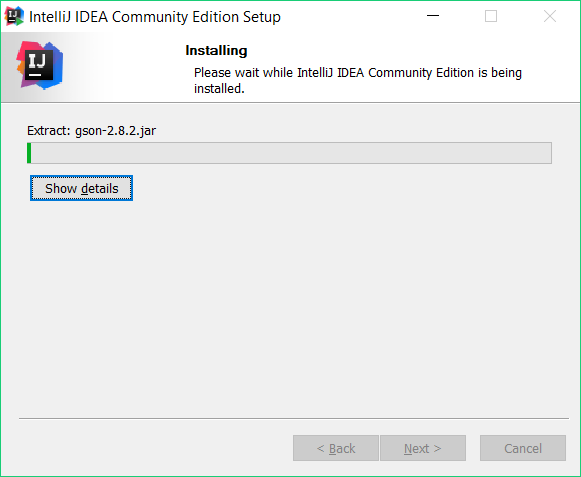 IntelliJ IDEA Community Edition Setup
IJ
Installing
Please wait while IntelliJ IDEA Community Edition is being
installed.
Extract: gson-2.8.2.jar
Show details
< Back
Next >
Cancel